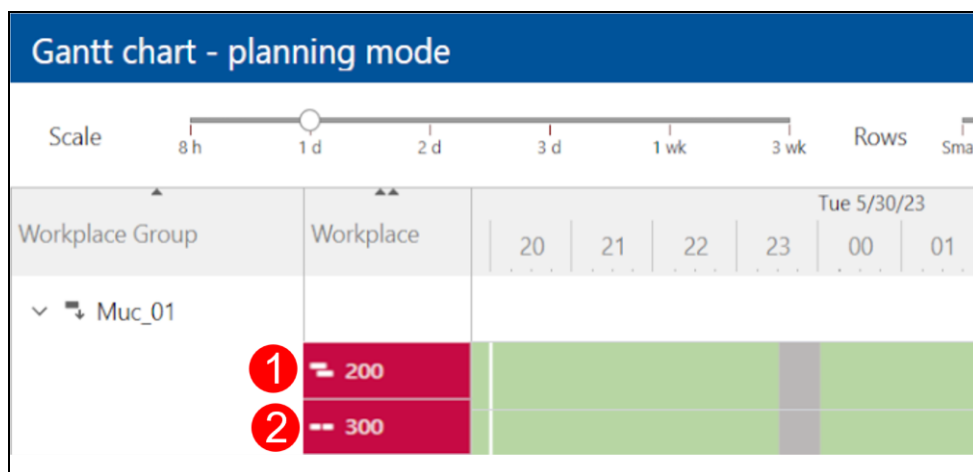 Gantt chart - planning mode
Scale
8 h 1 d 2 d 3 d 1 wk 3 wk
Rows
Sma
Tue 5/30/23
Workplace Group Workplace
20 21 22 23 00 01
Muc_01
1 200
2 300